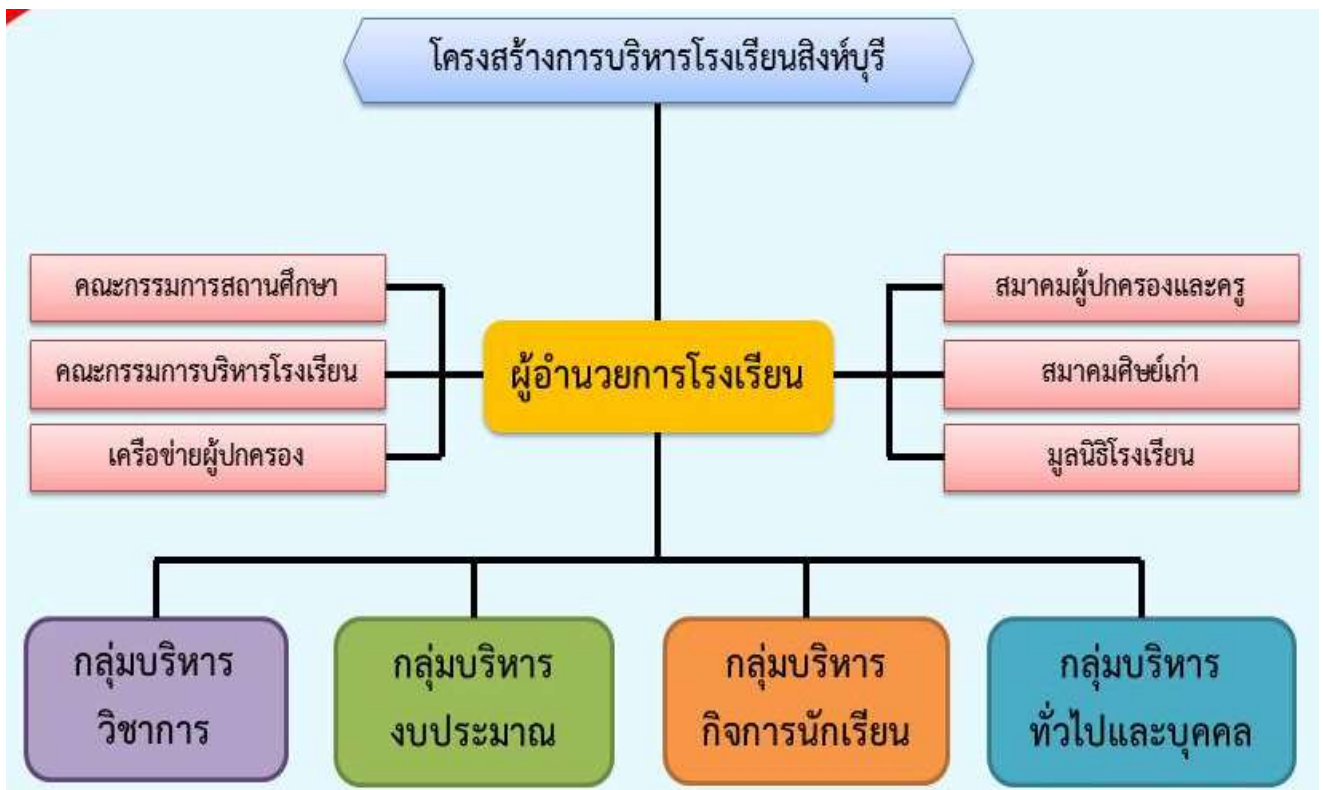 โครงสร้างการบริหารโรงเรียนสิงห์บุรี
คณะกรรมการสถานศึกษา
คณะกรรมการบริหารโรงเรียน
เครือข่ายผู้ปกครอง
ผู้อำนวยการโรงเรียน
สมาคมผู้ปกครองและครู
สมาคมศิษย์เก่า
มูลนิธิโรงเรียน
กลุ่มบริหาร
วิชาการ
กลุ่มบริหาร
งบประมาณ
กลุ่มบริหาร
กิจการนักเรียน
กลุ่มบริหาร
ทั่วไปและบุคคล